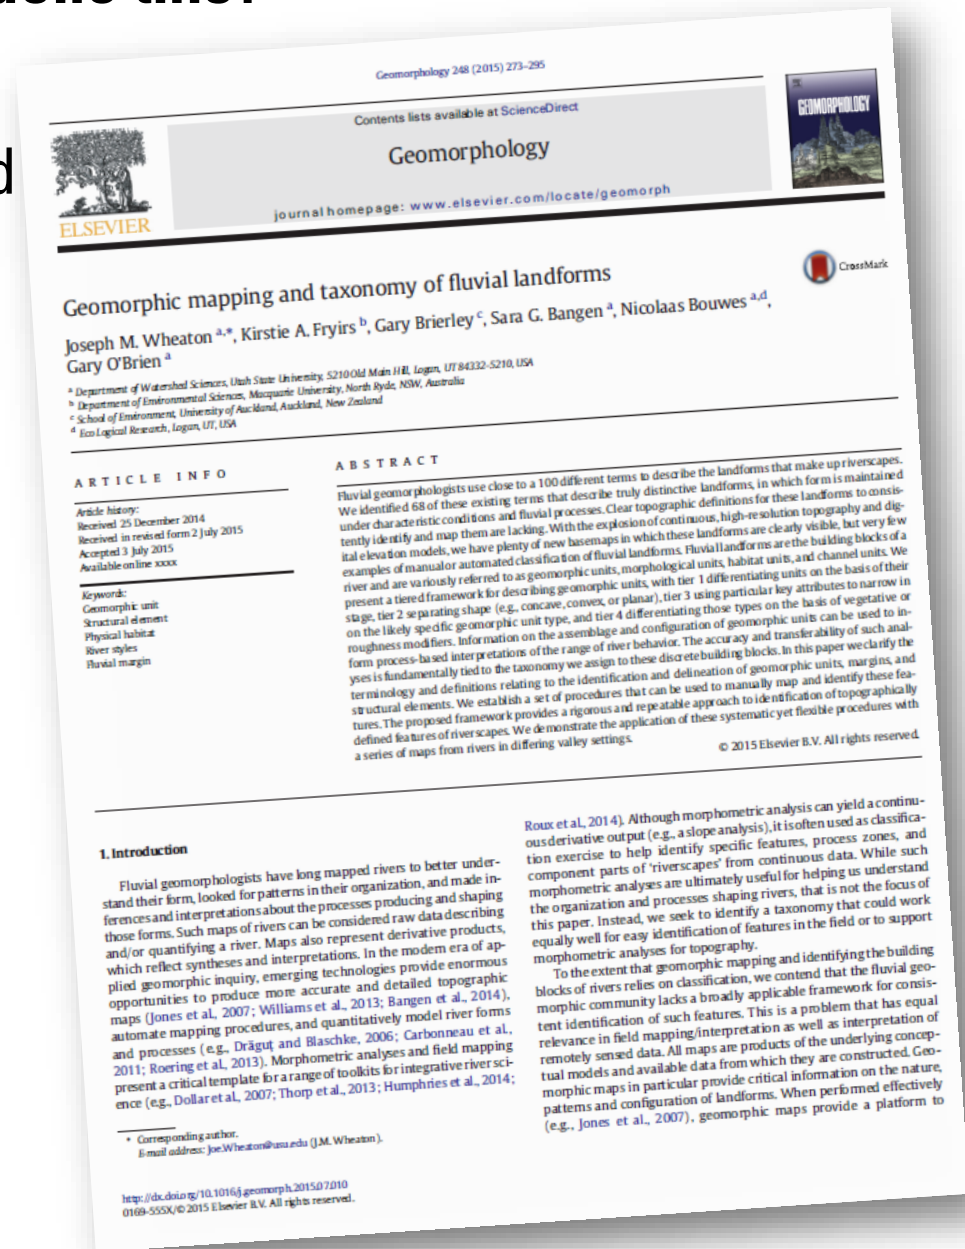 d
Geomorphology 248 (2015) 273–295
Contents lists available at ScienceDirect
Geomorphology
journal homepage: www.elsevier.com/locate/geomorph
ELSEVIER
GEOMORPHOLOGY
CrossMark
Geomorphic mapping and taxonomy of fluvial landforms
Joseph M. Wheaton a,*, Kirstie A. Fryirs b, Gary Brierley c, Sara G. Bangen a, Nicolaas Bouwes a,d,
Gary O'Brien a
a Department of Watershed Sciences, Utah State University, 5210 Old Main Hill, Logan, UT 84332-5210, USA
b Department of Environmental Sciences, Macquarie University, North Ryde, NSW, Australia
c School of Environment, University of Auckland, Auckland, New Zealand
d Eco Logical Research, Logan, UT, USA
ARTICLE INFO
Article history:
Received 25 December 2014
Received in revised form 2 July 2015
Accepted 3 July 2015
Available online xxxx
Keywords:
Geomorphic unit
Structural element
Physical habitat
River styles
Fluvial margin
ABSTRACT
Fluvial geomorphologists use close to a 100 different terms to describe the landforms that make up riverscapes.
We identified 68 of these existing terms that describe truly distinctive landforms, in which form is maintained
under characteristic conditions and fluvial processes. Clear topographic definitions for these landforms to consis-
tently identify and map them are lacking. With the explosion of continuous, high-resolution topography and dig-
ital elevation models, we have plenty of new basemaps in which these landforms are clearly visible, but very few
examples of manual or automated classification of fluvial landforms. Fluvial landforms are the building blocks of a
river and are variously referred to as geomorphic units, morphological units, habitat units, and channel units. We
present a tiered framework for describing geomorphic units, with tier 1 differentiating units on the basis of their
stage, tier 2 separating shape (e.g., concave, convex, or planar), tier 3 using particular key attributes to narrow in
on the likely specific geomorphic unit type, and tier 4 differentiating those types on the basis of vegetative or
roughness modifiers. Information on the assemblage and configuration of geomorphic units can be used to in-
form process-based interpretations of the range of river behavior. The accuracy and transferability of such anal-
yses is fundamentally tied to the taxonomy we assign to these discrete building blocks. In this paper we clarify the
terminology and definitions relating to the identification and delineation of geomorphic units, margins, and
structural elements. We establish a set of procedures that can be used to manually map and identify these fea-
tures. The proposed framework provides a rigorous and repeatable approach to identification of topographically
defined features of riverscapes. We demonstrate the application of these systematic yet flexible procedures with
a series of maps from rivers in differing valley settings.
© 2015 Elsevier B.V. All rights reserved.
1. Introduction
Fluvial geomorphologists have long mapped rivers to better under-
stand their form, looked for patterns in their organization, and made in-
ferences and interpretations about the processes producing and shaping
those forms. Such maps of rivers can be considered raw data describing
and/or quantifying a river. Maps also represent derivative products,
which reflect syntheses and interpretations. In the modern era of ap-
plied geomorphic inquiry, emerging technologies provide enormous
opportunities to produce more accurate and detailed topographic
maps (Jones et al., 2007; Williams et al., 2013; Bangen et al., 2014),
automate mapping procedures, and quantitatively model river forms
and processes (e.g., Drăguţ and Blaschke, 2006; Carbonneau et al.,
2011; Roering et al., 2013). Morphometric analyses and field mapping
present a critical template for a range of toolkits for integrative river sci-
ence (e.g., Dollar et al., 2007; Thorp et al., 2013; Humphries et al., 2014;
* Corresponding author.
E-mail address: Joe.Wheaton@usu.edu (J.M. Wheaton).
http://dx.doi.org/10.1016/j.geomorph.2015.07.010
0169-555X/© 2015 Elsevier B.V. All rights reserved.
Roux et al., 2014). Although morphometric analysis can yield a continu-
ous derivative output (e.g., a slope analysis), it is often used as classifica-
tion exercise to help identify specific features, process zones, and
component parts of 'riverscapes' from continuous data. While such
morphometric analyses are ultimately useful for helping us understand
the organization and processes shaping rivers, that is not the focus of
this paper. Instead, we seek to identify a taxonomy that could work
equally well for easy identification of features in the field or to support
morphometric analyses for topography.
To the extent that geomorphic mapping and identifying the building
blocks of rivers relies on classification, we contend that the fluvial geo-
morphic community lacks a broadly applicable framework for consis-
tent identification of such features. This is a problem that has equal
relevance in field mapping/interpretation as well as interpretation of
remotely sensed data. All maps are products of the underlying concep-
tual models and available data from which they are constructed. Geo-
morphic maps in particular provide critical information on the nature,
patterns and configuration of landforms. When performed effectively
(e.g., Jones et al., 2007), geomorphic maps provide a platform to